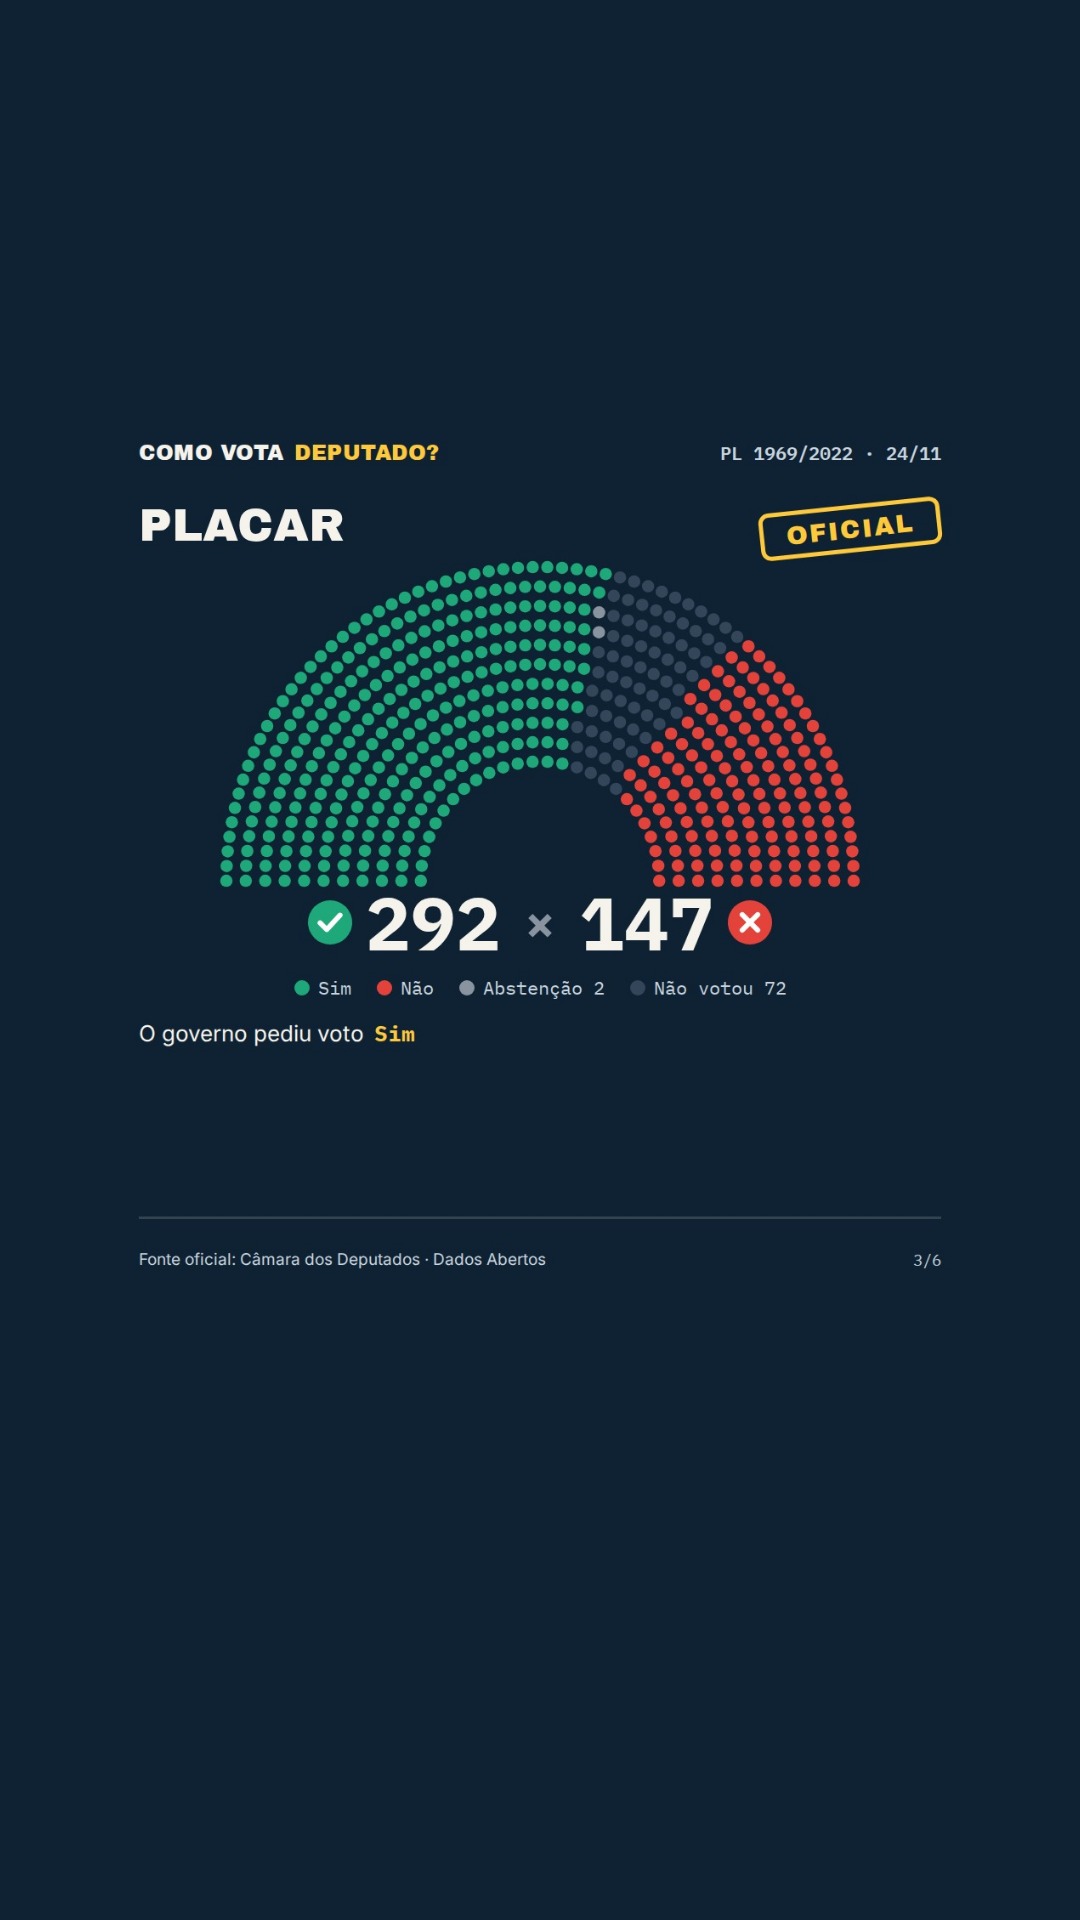 COMO VOTA DEPUTADO?
PL 1969/2022 · 24/11
PLACAR
OFICIAL
292 × 147
Sim Não Abstenção 2 Não votou 72
O governo pediu voto Sim
Fonte oficial: Câmara dos Deputados · Dados Abertos
3/6